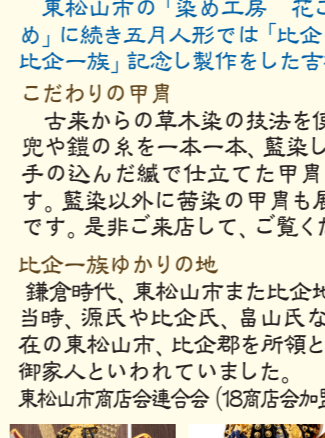 東松山市の「染め工房　花こ
め」に続き五月人形では「比企
比企一族」記念し製作をした古
こだわりの甲冑
古来からの草木染の技法を使
兜や鎧の糸を一本一本、藍染し
手の込んだ縅で仕立てた甲冑
す。藍染以外に茜染の甲冑も展
です。是非ご来店して、ご覧くだ
比企一族ゆかりの地
鎌倉時代、東松山市また比企地
当時、源氏や比企氏、畠山氏な
在の東松山市、比企郡を所領と
御家人といわれていました。
東松山市商店会連合会（18商店会加盟